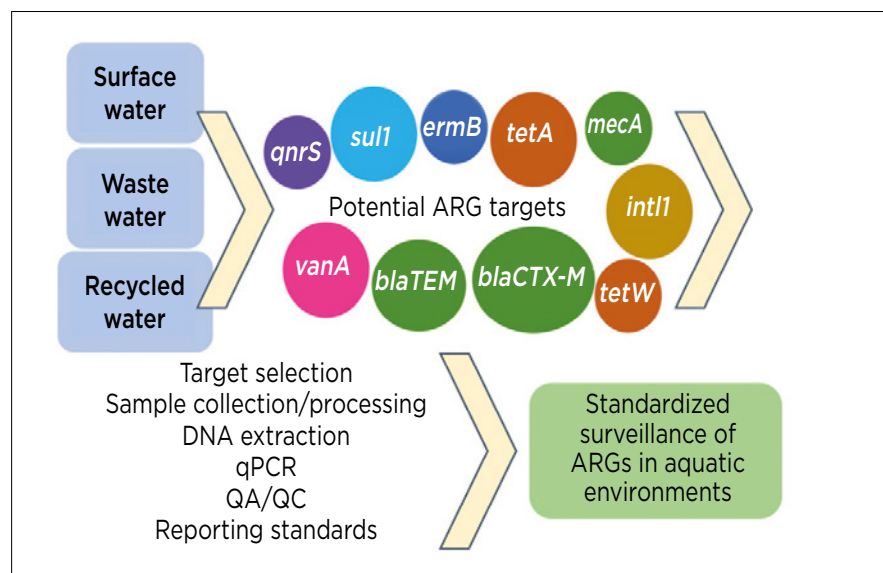 Surface
water
Waste
water
Recycled
water
qnrS
sul1
ermB
tetA
mecA
Potential ARG targets
intl1
vanA
blaTEM
blaCTX-M
tetW
Target selection
Sample collection/processing
DNA extraction
qPCR
QA/QC
Reporting standards
Standardized
surveillance of
ARGs in aquatic
environments